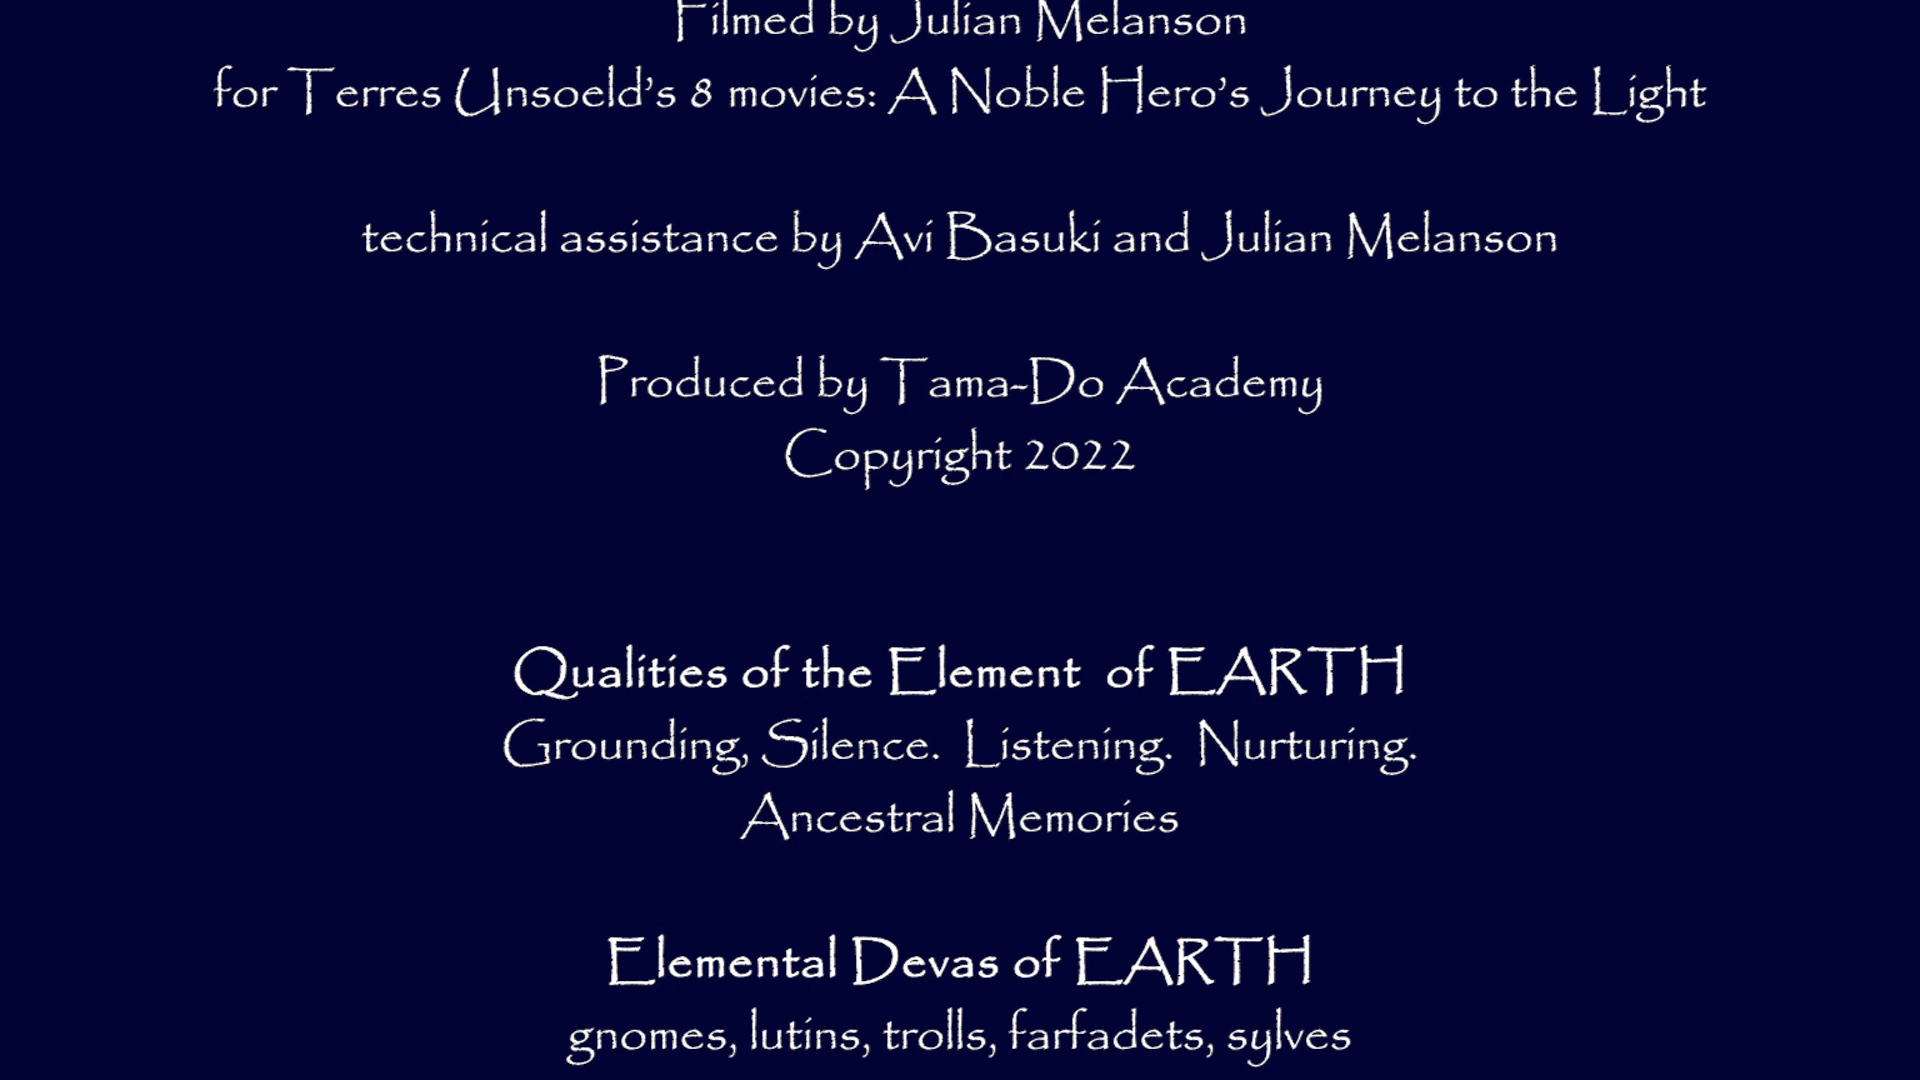 Filmed by Julian Melanson
for Terres Unsoeld's 8 movies: A Noble Hero's Journey to the Light
technical assistance by Avi Basuki and Julian Melanson
Produced by Tama-Do Academy
Copyright 2022
Qualities of the Element of EARTH
Grounding, Silence. Listening. Nurturing.
Ancestral Memories
Elemental Devas of EARTH
gnomes, lutins, trolls, farfadets, sylves